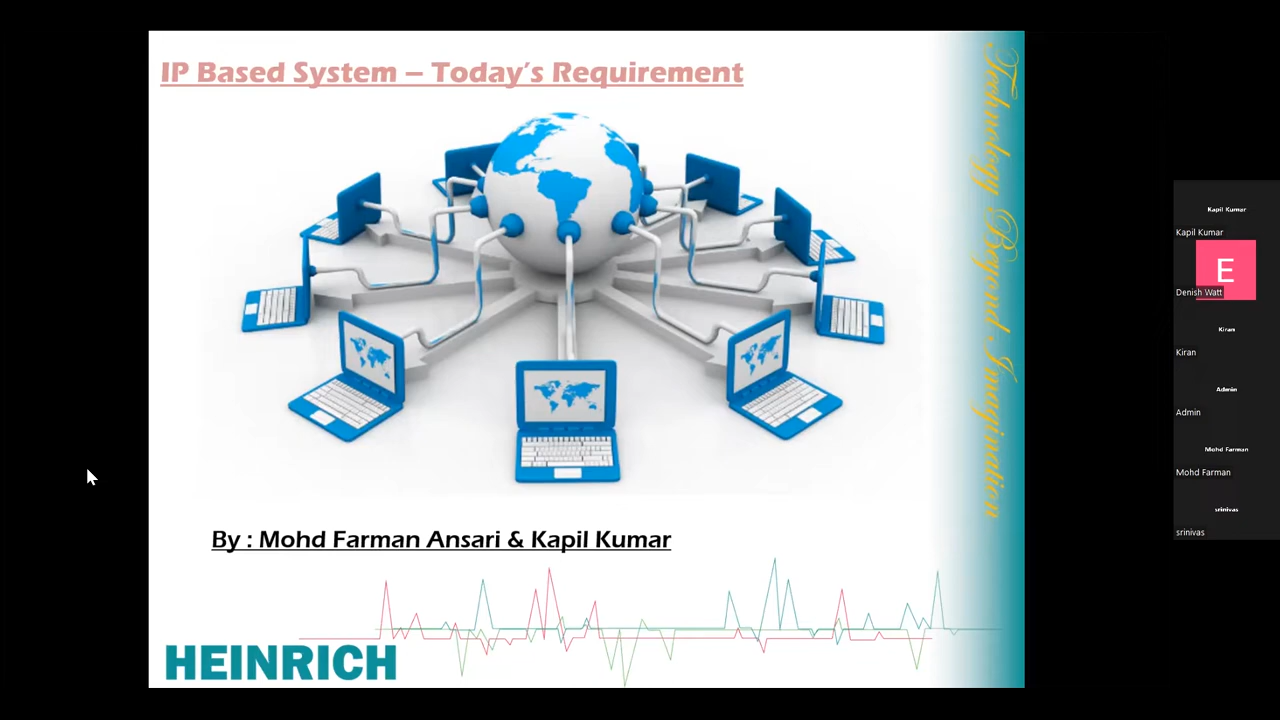 IP Based System – Today's Requirement
Technology Beyond Imagination
By : Mohd Farman Ansari & Kapil Kumar
HEINRICH
Kapil Kumar
Kapil Kumar
E
Denish Watt
Kiran
Kiran
Admin
Admin
Mohd Farman
Mohd Farman
srinivas
srinivas